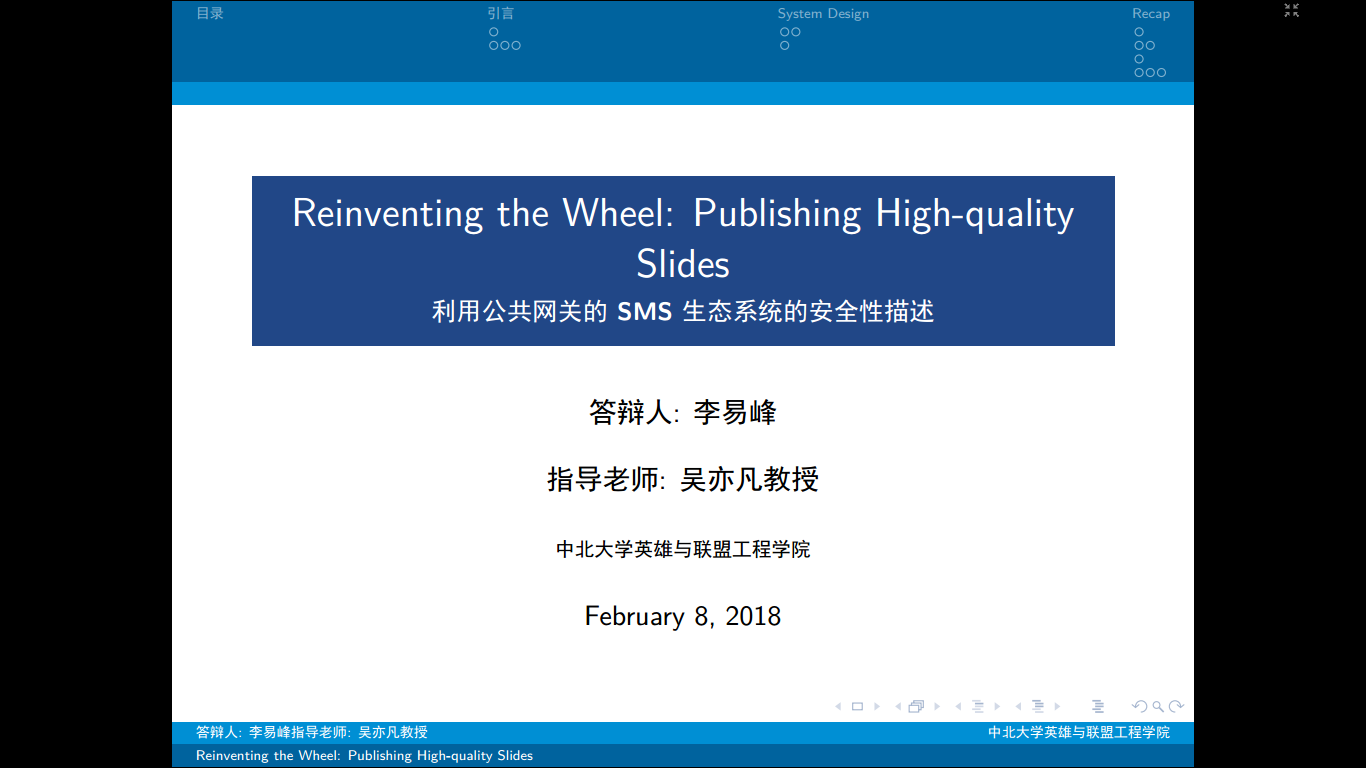 目录 引言 System Design Recap
Reinventing the Wheel: Publishing High-quality
Slides
利用公共网关的 SMS 生态系统的安全性描述
答辩人: 李易峰
指导老师: 吴亦凡教授
中北大学英雄与联盟工程学院
February 8, 2018
答辩人: 李易峰指导老师: 吴亦凡教授 中北大学英雄与联盟工程学院
Reinventing the Wheel: Publishing High-quality Slides